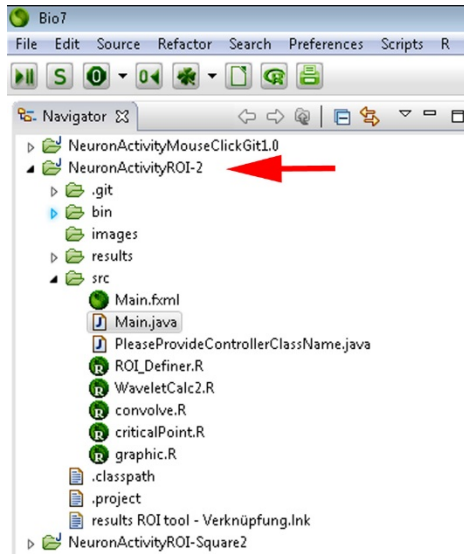 Bio7
File Edit Source Refactor Search Preferences Scripts R
Navigator
NeuronActivityMouseClickGit1.0
NeuronActivityROI-2
.git
bin
images
results
src
Main.fxml
Main.java
PleaseProvideControllerClassName.java
ROI_Definer.R
WaveletCalc2.R
convolve.R
criticalPoint.R
graphic.R
.classpath
.project
results ROI tool - Verknüpfung.lnk
NeuronActivityROI-Square2